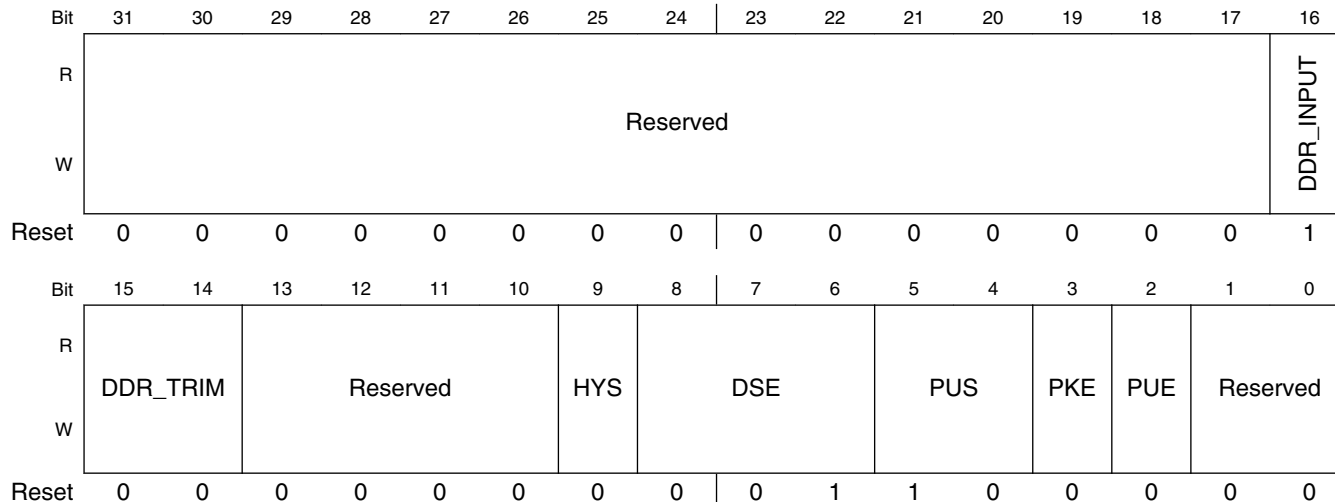 Bit 31 30 29 28 27 26 25 24 23 22 21 20 19 18 17 16
R
Reserved
DDR_INPUT
W
Reset 0 0 0 0 0 0 0 0 0 0 0 0 0 0 0 1
Bit 15 14 13 12 11 10 9 8 7 6 5 4 3 2 1 0
R
DDR_TRIM Reserved HYS DSE PUS PKE PUE Reserved
W
Reset 0 0 0 0 0 0 0 0 0 1 1 0 0 0 0 0